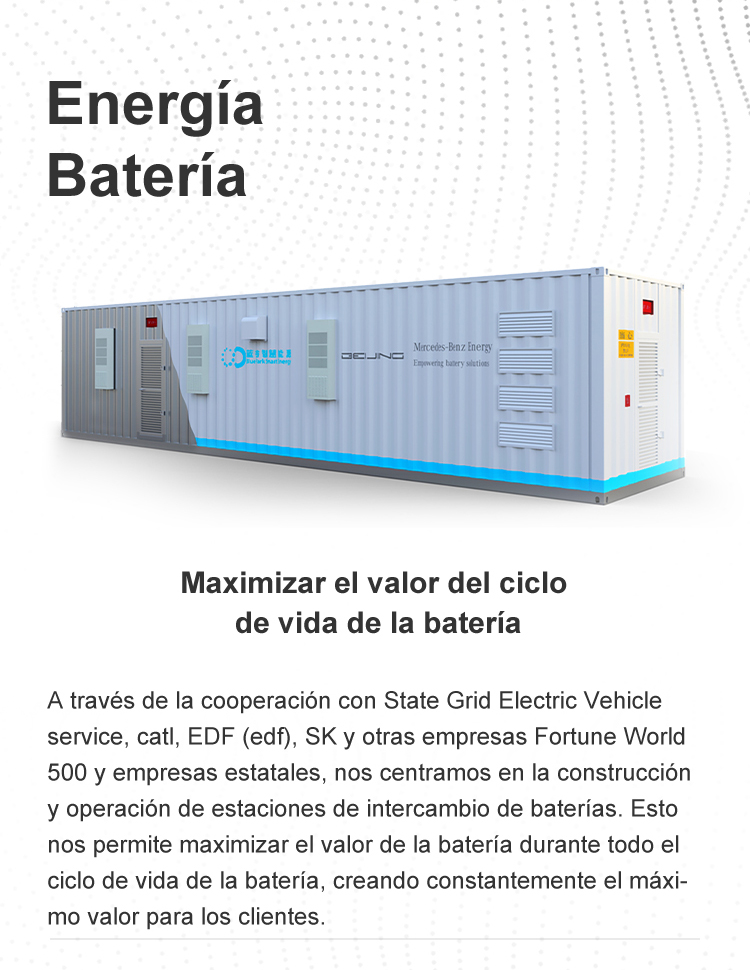 Energía
Batería
BEIJING
Mercedes-Benz Energy
Empowering battery solutions
Maximizar el valor del ciclo
de vida de la batería
A través de la cooperación con State Grid Electric Vehicle
service, catl, EDF (edf), SK y otras empresas Fortune World
500 y empresas estatales, nos centramos en la construcción
y operación de estaciones de intercambio de baterías. Esto
nos permite maximizar el valor de la batería durante todo el
ciclo de vida de la batería, creando constantemente el máxi-
mo valor para los clientes.